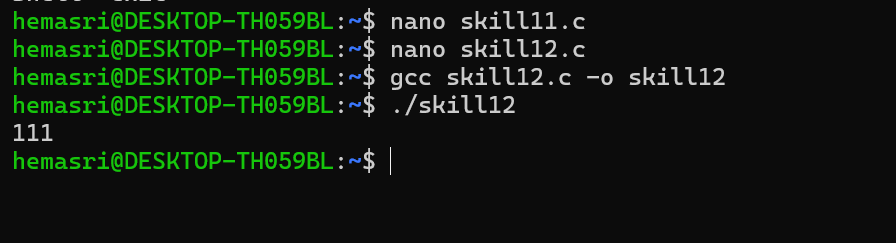 hemasri@DESKTOP-TH059BL:~$ nano skill11.c
hemasri@DESKTOP-TH059BL:~$ nano skill12.c
hemasri@DESKTOP-TH059BL:~$ gcc skill12.c -o skill12
hemasri@DESKTOP-TH059BL:~$ ./skill12
111
hemasri@DESKTOP-TH059BL:~$